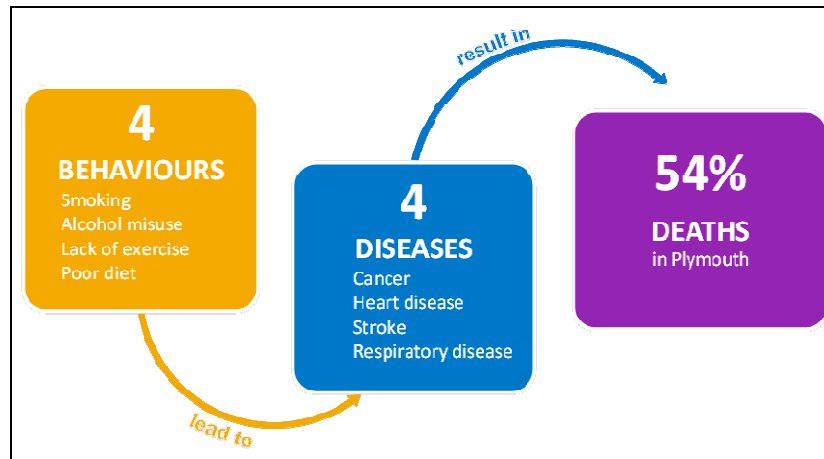 4
BEHAVIOURS
Smoking
Alcohol misuse
Lack of exercise
Poor diet
lead to
4
DISEASES
Cancer
Heart disease
Stroke
Respiratory disease
result in
54%
DEATHS
in Plymouth